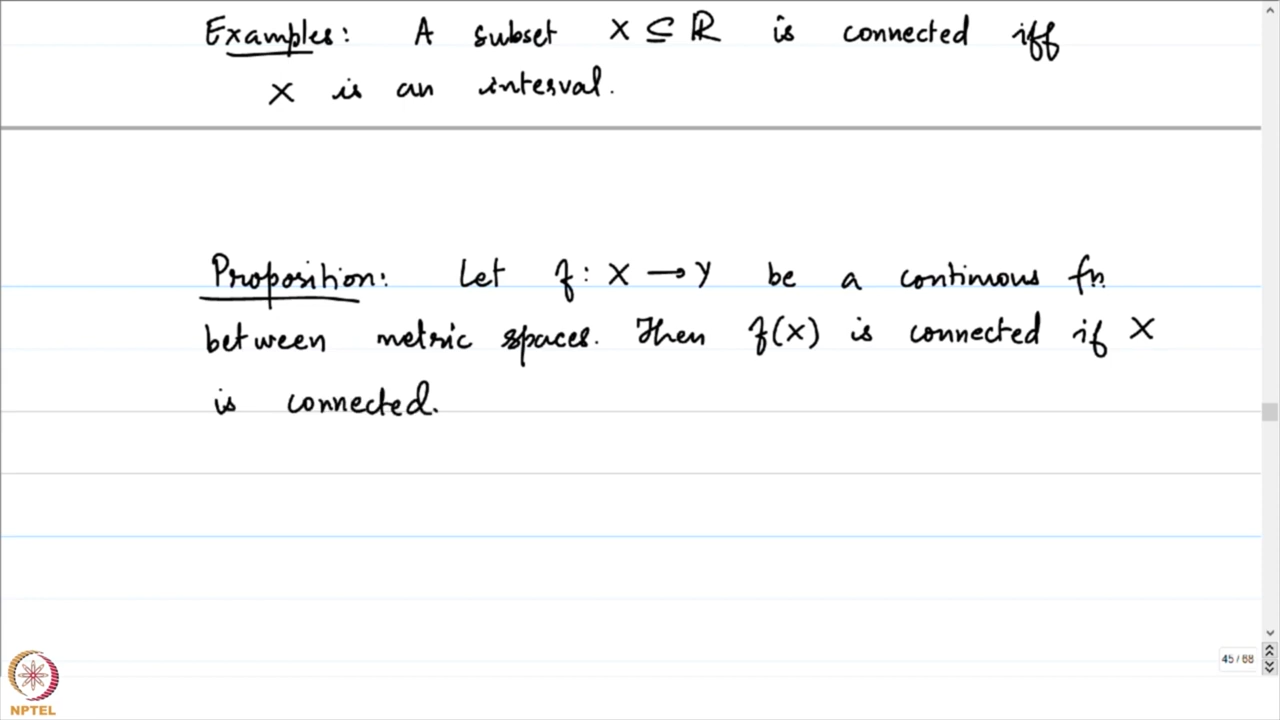 Examples: A subset X ⊆ ℝ is connected iff
X is an interval.
Proposition: Let f: X → Y be a continuous fn.
between metric spaces. Then f(X) is connected if X
is connected.
45 / 68
NPTEL